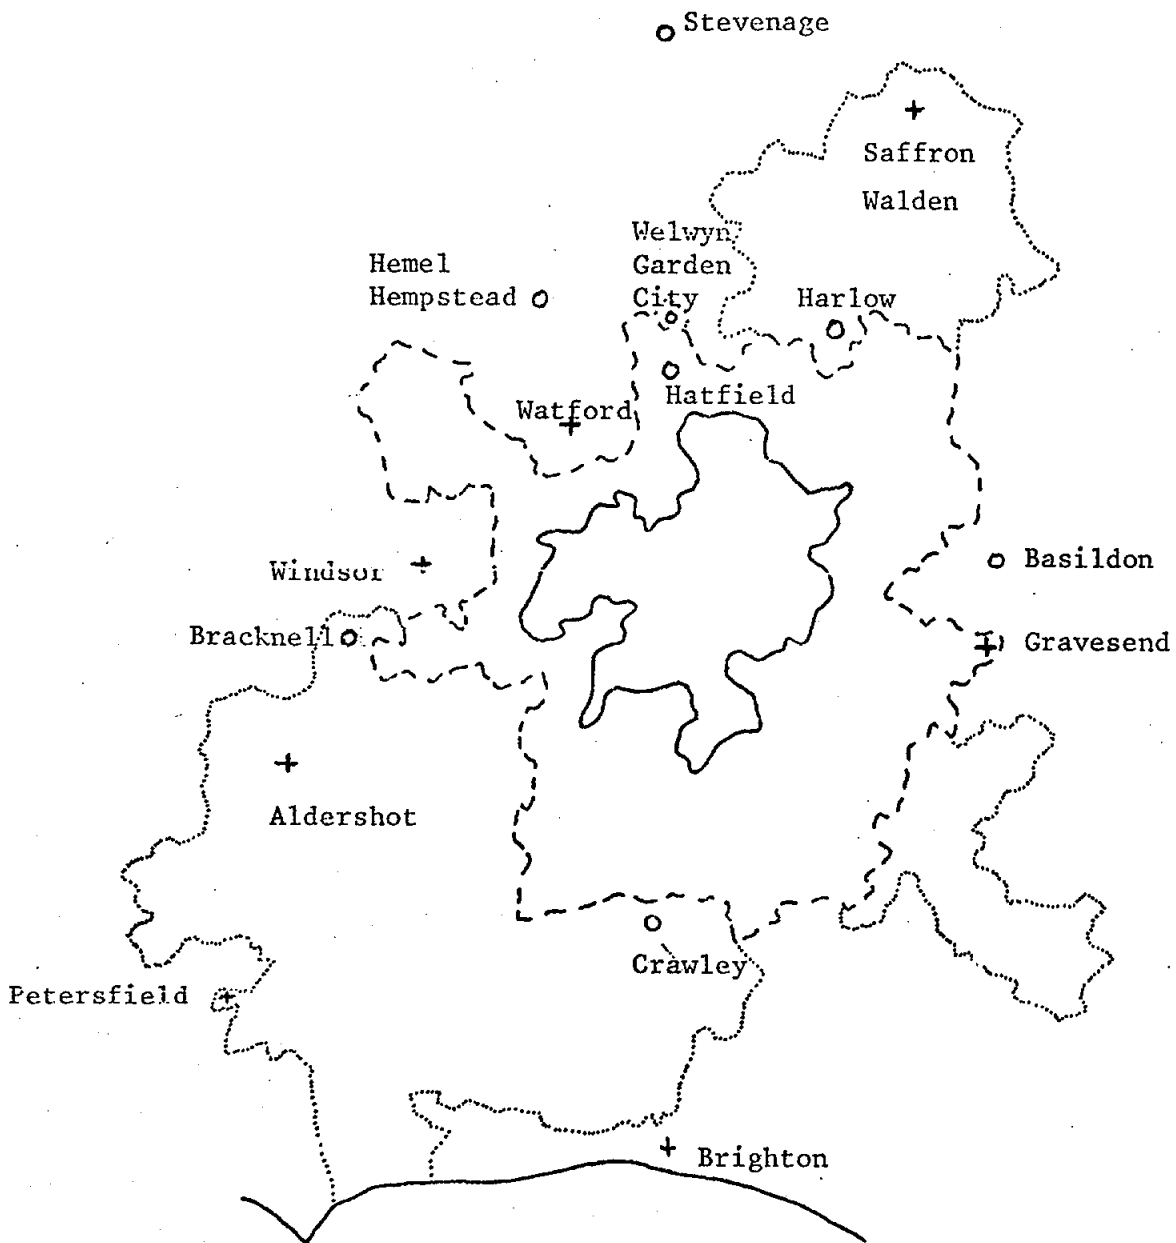 Stevenage
Saffron
Walden
Welwyn
Garden
City
Hemel
Hempstead
Harlow
Hatfield
Watford
Windsor
Basildon
Bracknell
Gravesend
Aldershot
Crawley
Petersfield
Brighton